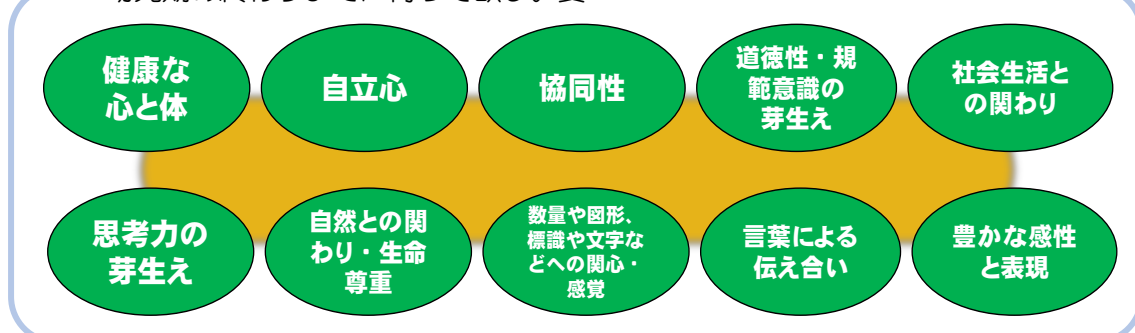 健康な
心と体
自立心
協同性
道徳性・規
範意識の
芽生え
社会生活と
の関わり
思考力の
芽生え
自然との関
わり・生命
尊重
数量や図形、
標識や文字な
どへの関心・
感覚
言葉による
伝え合い
豊かな感性
と表現